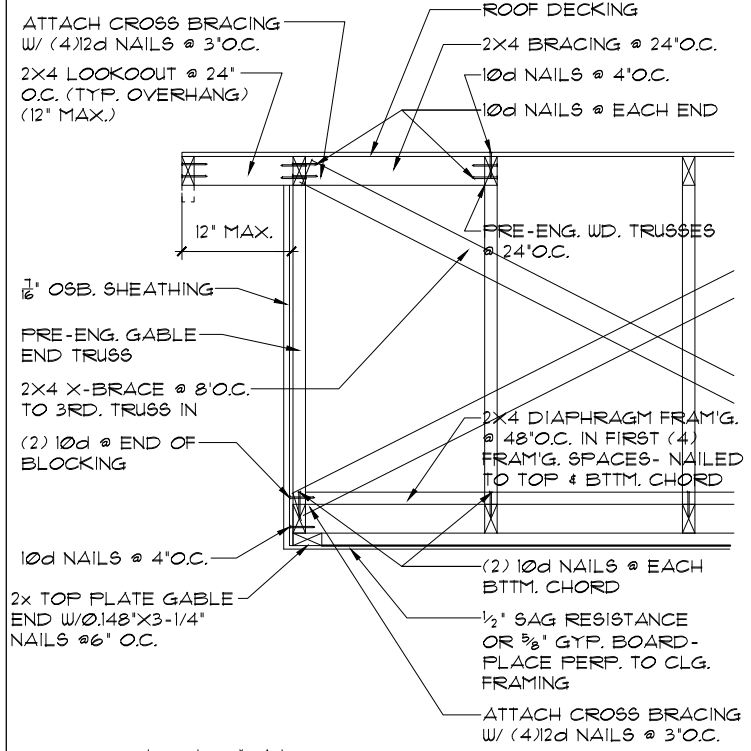 ATTACH CROSS BRACING
W/ (4)12d NAILS @ 3"O.C.
2X4 LOOKOOUT @ 24"
O.C. (TYP. OVERHANG)
(12" MAX.)
ROOF DECKING
2X4 BRACING @ 24"O.C.
10d NAILS @ 4"O.C.
10d NAILS @ EACH END
12" MAX.
PRE-ENG. WD. TRUSSES
@ 24"O.C.
7/16" OSB. SHEATHING
PRE-ENG. GABLE
END TRUSS
2X4 X-BRACE @ 8'O.C.
TO 3RD. TRUSS IN
(2) 10d @ END OF
BLOCKING
2X4 DIAPHRAGM FRAM'G.
@ 48"O.C. IN FIRST (4)
FRAM'G. SPACES- NAILED
TO TOP & BTTM. CHORD
10d NAILS @ 4"O.C.
2x TOP PLATE GABLE
END W/0.148"X3-1/4"
NAILS @6" O.C.
(2) 10d NAILS @ EACH
BTTM. CHORD
1/2" SAG RESISTANCE
OR 5/8" GYP. BOARD-
PLACE PERP. TO CLG.
FRAMING
ATTACH CROSS BRACING
W/ (4)12d NAILS @ 3"O.C.